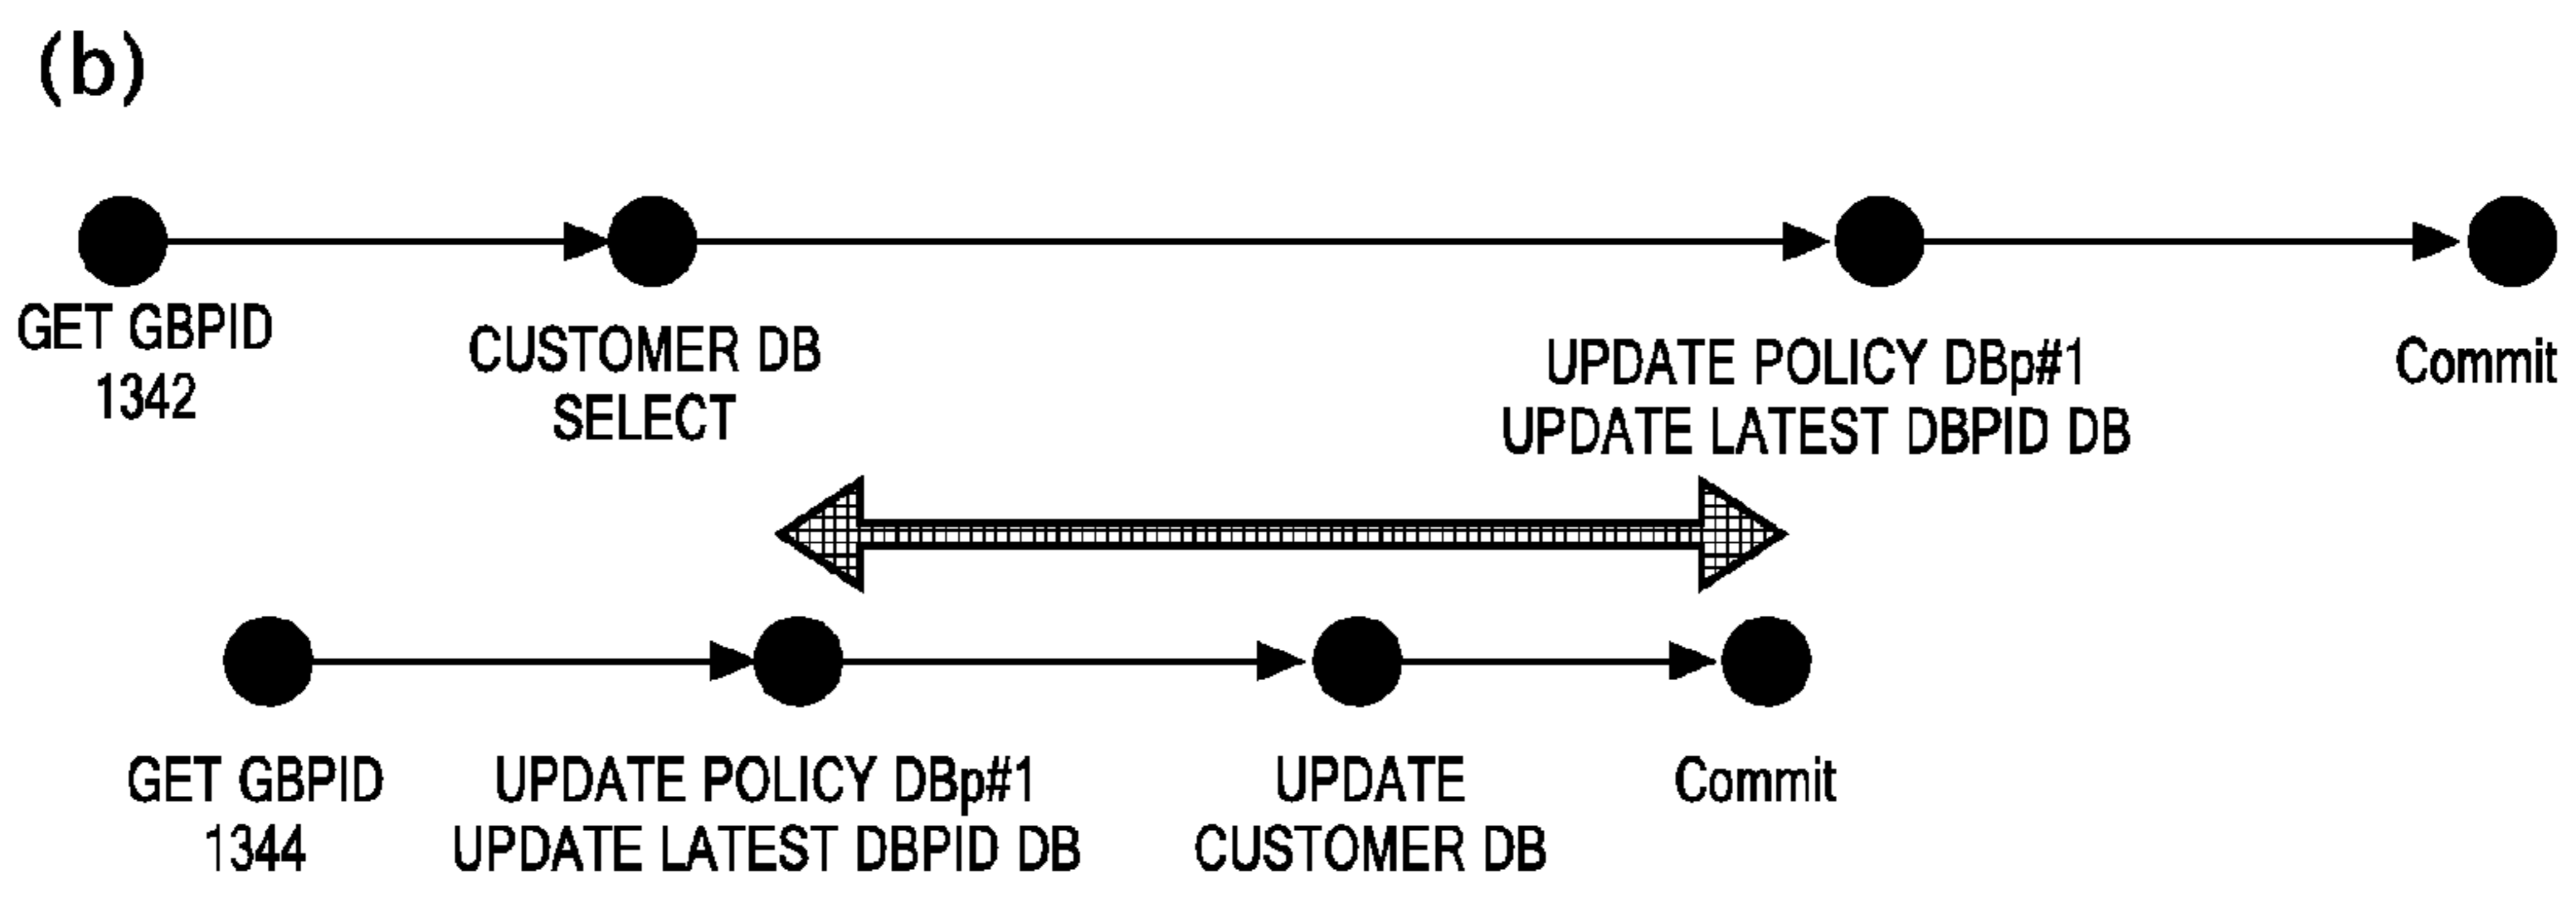 (b)
GET GBPID
1342
CUSTOMER DB
SELECT
UPDATE POLICY DBp#1
UPDATE LATEST DBPID DB
Commit
GET GBPID
1344
UPDATE POLICY DBp#1
UPDATE LATEST DBPID DB
UPDATE
CUSTOMER DB
Commit